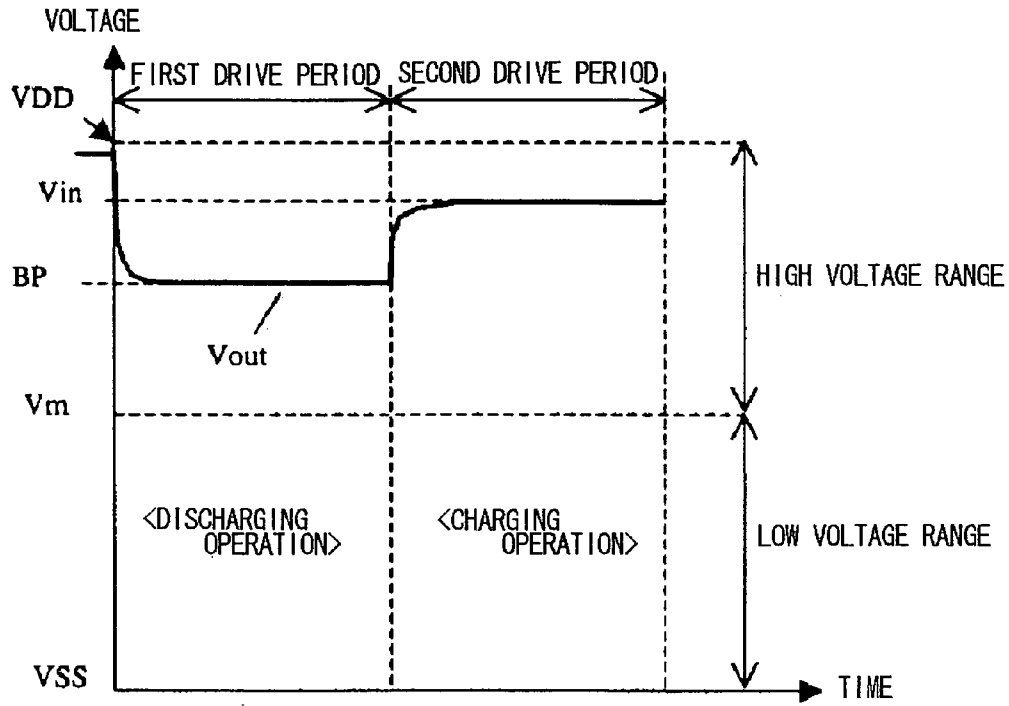 VOLTAGE
FIRST DRIVE PERIOD
SECOND DRIVE PERIOD
VDD
Vin
BP
HIGH VOLTAGE RANGE
Vout
Vm
<DISCHARGING
OPERATION>
<CHARGING
OPERATION>
LOW VOLTAGE RANGE
VSS
TIME